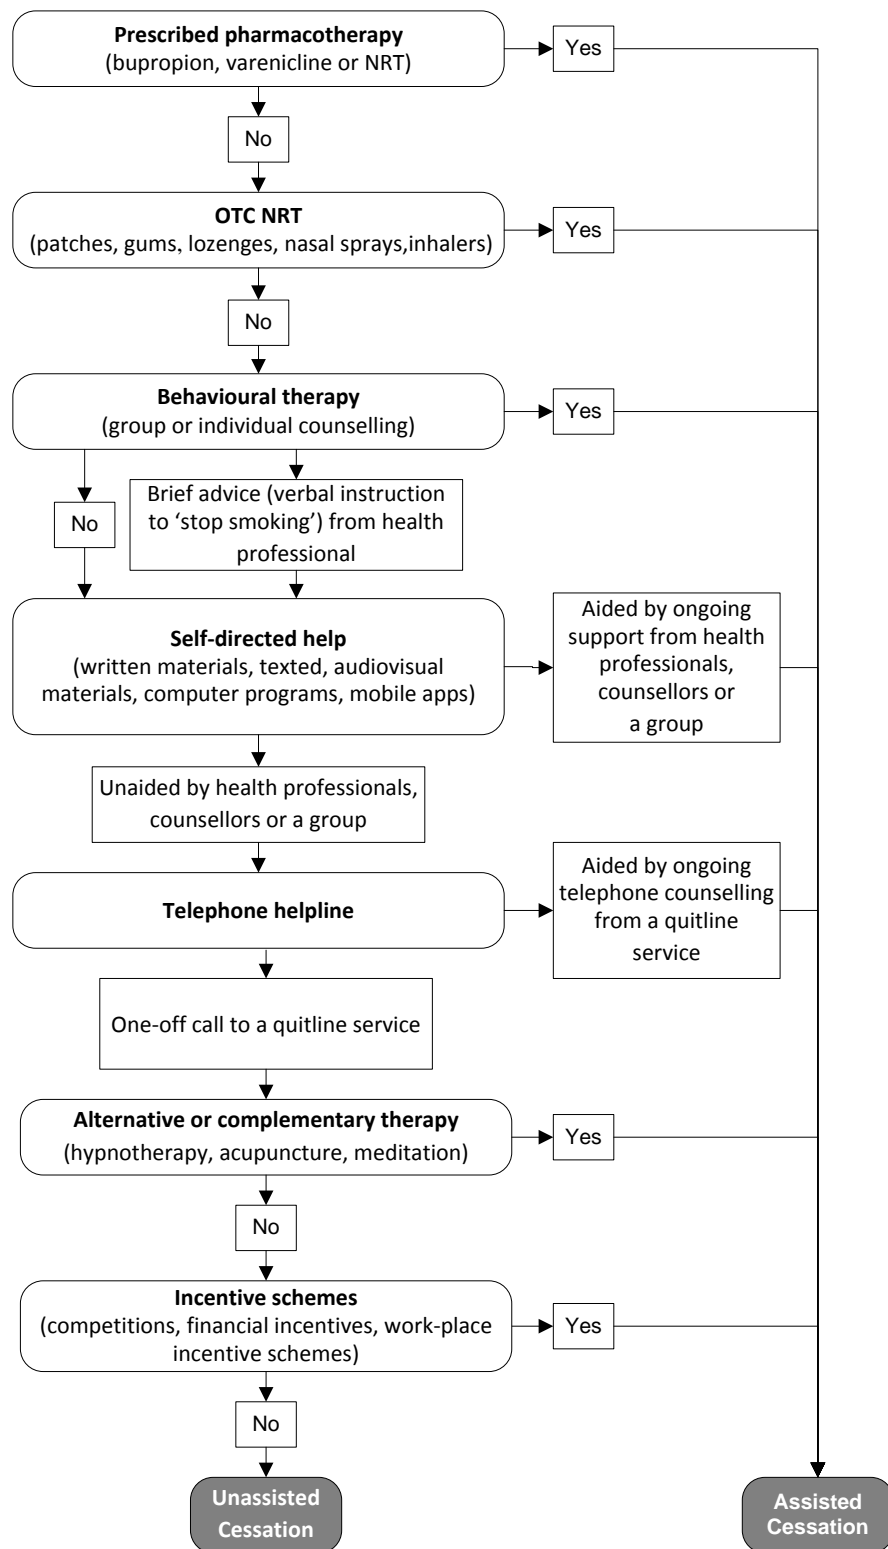 Prescribed pharmacotherapy
(bupropion, varenicline or NRT)
Yes
No
OTC NRT
(patches, gums, lozenges, nasal sprays,inhalers)
Yes
No
Behavioural therapy
(group or individual counselling)
Yes
No
Brief advice (verbal instruction
to ‘stop smoking’) from health
professional
Self-directed help
(written materials, texted, audiovisual
materials, computer programs, mobile apps)
Aided by ongoing
support from health
professionals,
counsellors or
a group
Unaided by health professionals,
counsellors or a group
Telephone helpline
Aided by ongoing
telephone counselling
from a quitline
service
One-off call to a quitline service
Alternative or complementary therapy
(hypnotherapy, acupuncture, meditation)
Yes
No
Incentive schemes
(competitions, financial incentives, work-place
incentive schemes)
Yes
No
Unassisted
Cessation
Assisted
Cessation